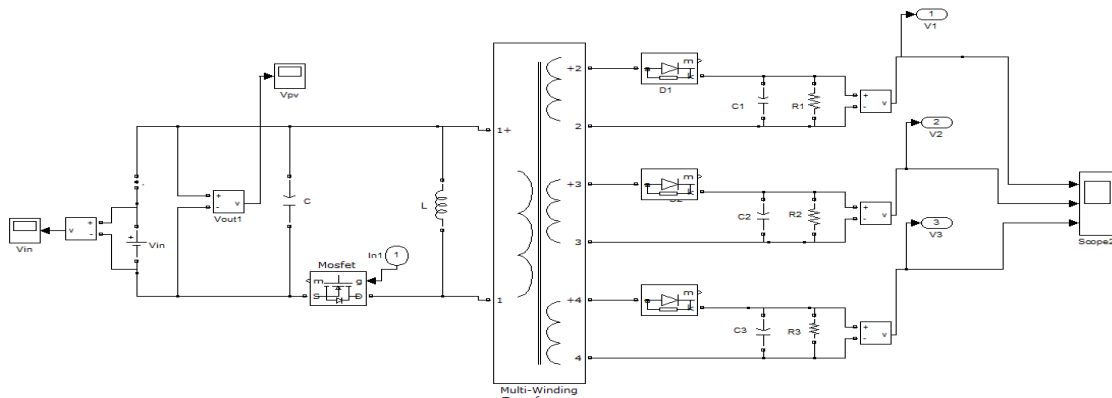 1
V1
+2
m
D1
C1
R1
+
-
v
2
2
V2
Vpv
1+
+3
m
k
C2
R2
+
-
v
3
3
V3
+
-
v
Vout1
C
L
Vin
v
+
-
Vin
Mosfet
In1
1
m
g
S
D
1
+4
m
k
C3
R3
+
-
v
4
Scope2
Multi-Winding